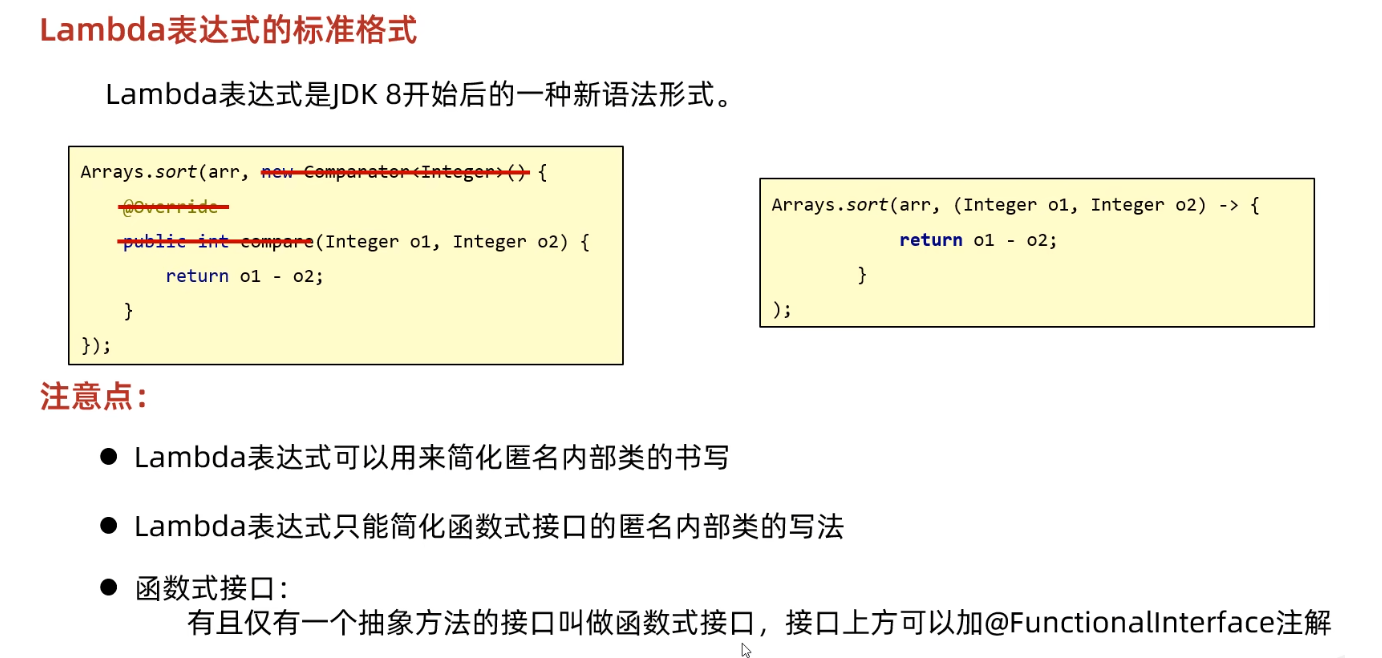 Lambda表达式的标准格式
Lambda表达式是JDK 8开始后的一种新语法形式。
Arrays.sort(arr, new Comparator<Integer>() {
@Override
public int compare(Integer o1, Integer o2) {
return o1 - o2;
}
});
Arrays.sort(arr, (Integer o1, Integer o2) -> {
return o1 - o2;
}
);
注意点：
● Lambda表达式可以用来简化匿名内部类的书写
● Lambda表达式只能简化函数式接口的匿名内部类的写法
● 函数式接口：
有且仅有一个抽象方法的接口叫做函数式接口，接口上方可以加@FunctionalInterface注解